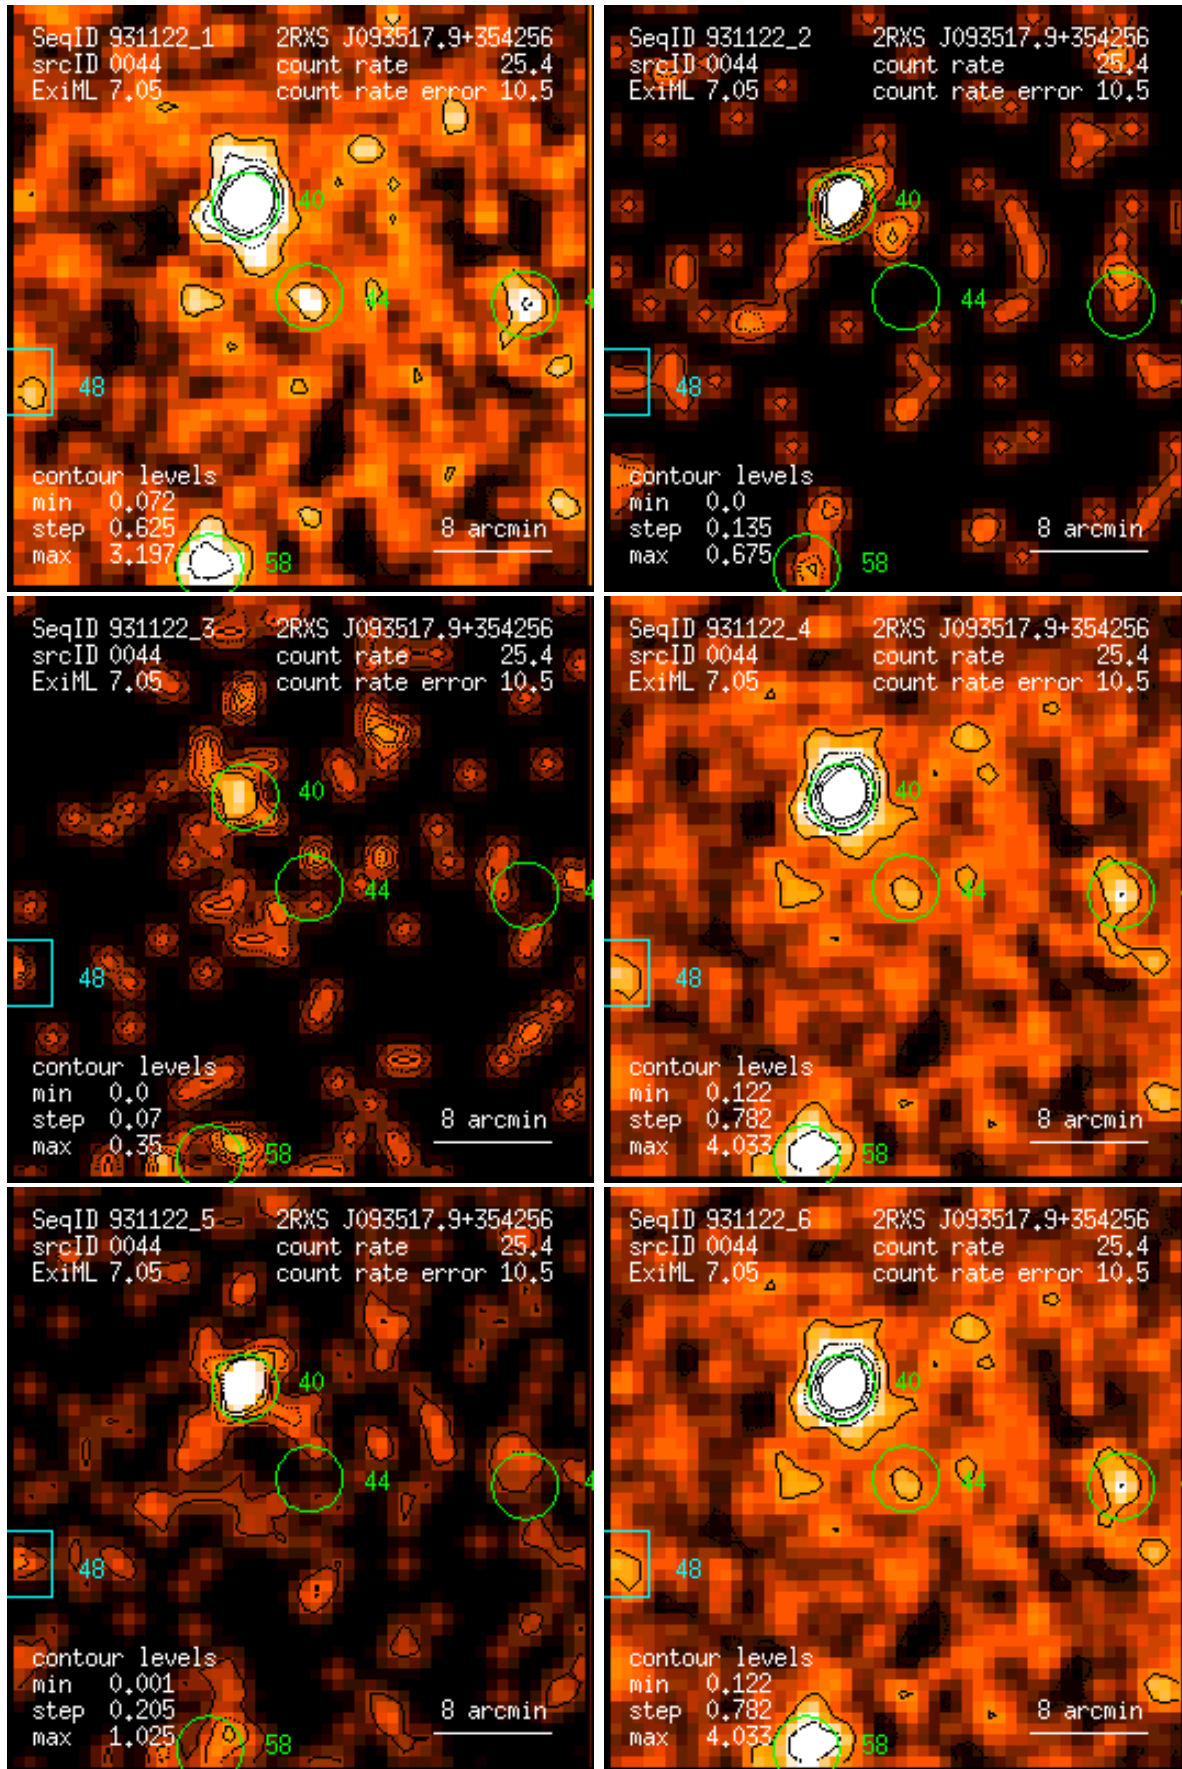 SeqID 931122_1 2RXS J093517.9+354256
srcID 0044 count rate 25.4
ExiML 7.05 count rate error 10.5
40
44
4
48
contour levels
min 0.072
step 0.625 8 arcmin
max 3.197
58
SeqID 931122_2 2RXS J093517.9+354256
srcID 0044 count rate 25.4
ExiML 7.05 count rate error 10.5
40
44
48
contour levels
min 0.0
step 0.135 8 arcmin
max 0.675
58
SeqID 931122_3 2RXS J093517.9+354256
srcID 0044 count rate 25.4
ExiML 7.05 count rate error 10.5
40
44
4
48
contour levels
min 0.0
step 0.07 8 arcmin
max 0.35
58
SeqID 931122_4 2RXS J093517.9+354256
srcID 0044 count rate 25.4
ExiML 7.05 count rate error 10.5
40
44
48
contour levels
min 0.122
step 0.782 8 arcmin
max 4.033
58
SeqID 931122_5 2RXS J093517.9+354256
srcID 0044 count rate 25.4
ExiML 7.05 count rate error 10.5
40
44
4
48
contour levels
min 0.001
step 0.205 8 arcmin
max 1.025
58
SeqID 931122_6 2RXS J093517.9+354256
srcID 0044 count rate 25.4
ExiML 7.05 count rate error 10.5
40
44
48
contour levels
min 0.122
step 0.782 8 arcmin
max 4.033
58